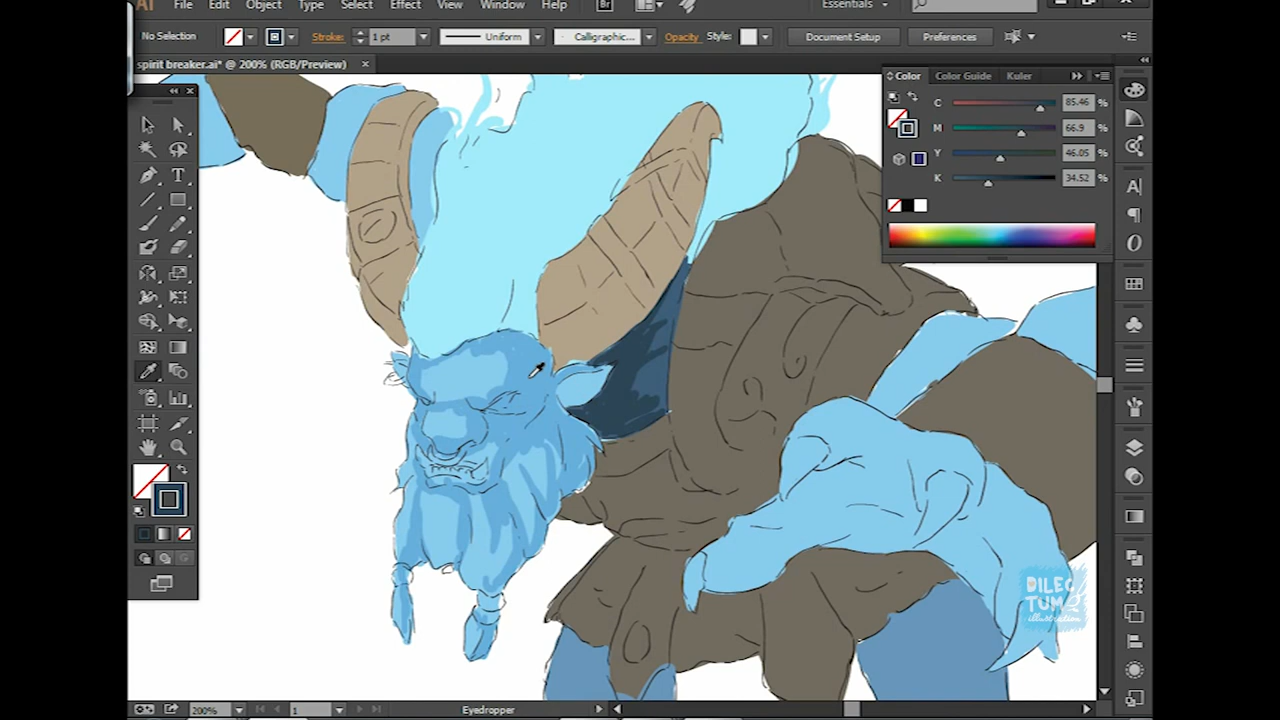 Ai File Edit Object Type Select Effect View Window Help Br Essentials
No Selection Stroke: 1 pt Uniform Calligraphic... Opacity Style: Document Setup Preferences
spirit breaker.ai* @ 200% (RGB/Preview) x
Color Color Guide Kuler
C 85.46 %
M 66.9 %
Y 46.05 %
K 34.52 %
DILEC
TUM
illustration
200% 1 Eyedropper